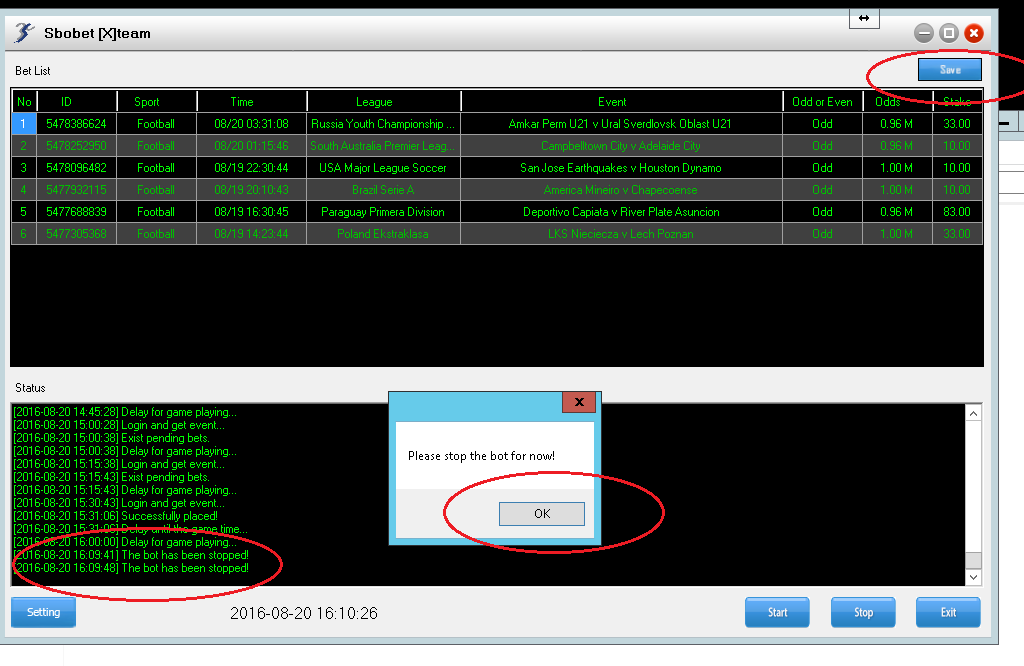 Sbobet [X]team
Bet List
Save
No ID Sport Time League Event Odd or Even Odds Stake
1 5478386624 Football 08/20 03:31:08 Russia Youth Championship ... Amkar Perm U21 v Ural Sverdlovsk Oblast U21 Odd 0.96 M 33.00
2 5478252950 Football 08/20 01:15:46 South Australia Premier Leag... Campbelltown City v Adelaide City Odd 0.96 M 10.00
3 5478096482 Football 08/19 22:30:44 USA Major League Soccer San Jose Earthquakes v Houston Dynamo Odd 1.00 M 10.00
4 5477932115 Football 08/19 20:10:43 Brazil Serie A America Mineiro v Chapecoense Odd 1.00 M 10.00
5 5477688839 Football 08/19 16:30:45 Paraguay Primera Division Deportivo Capiata v River Plate Asuncion Odd 0.96 M 83.00
6 5477305368 Football 08/19 14:23:44 Poland Ekstraklasa LKS Nieciecza v Lech Poznan Odd 1.00 M 33.00
Status
[2016-08-20 14:45:28] Delay for game playing...
[2016-08-20 15:00:28] Login and get event...
[2016-08-20 15:00:38] Exist pending bets.
[2016-08-20 15:00:38] Delay for game playing...
[2016-08-20 15:15:38] Login and get event...
[2016-08-20 15:15:43] Exist pending bets.
[2016-08-20 15:15:43] Delay for game playing...
[2016-08-20 15:30:43] Login and get event...
[2016-08-20 15:31:06] Successfully placed!
[2016-08-20 15:31:06] Delay until the game time...
[2016-08-20 16:00:00] Delay for game playing...
[2016-08-20 16:09:41] The bot has been stopped!
[2016-08-20 16:09:48] The bot has been stopped!
X
Please stop the bot for now!
OK
Setting
2016-08-20 16:10:26
Start
Stop
Exit